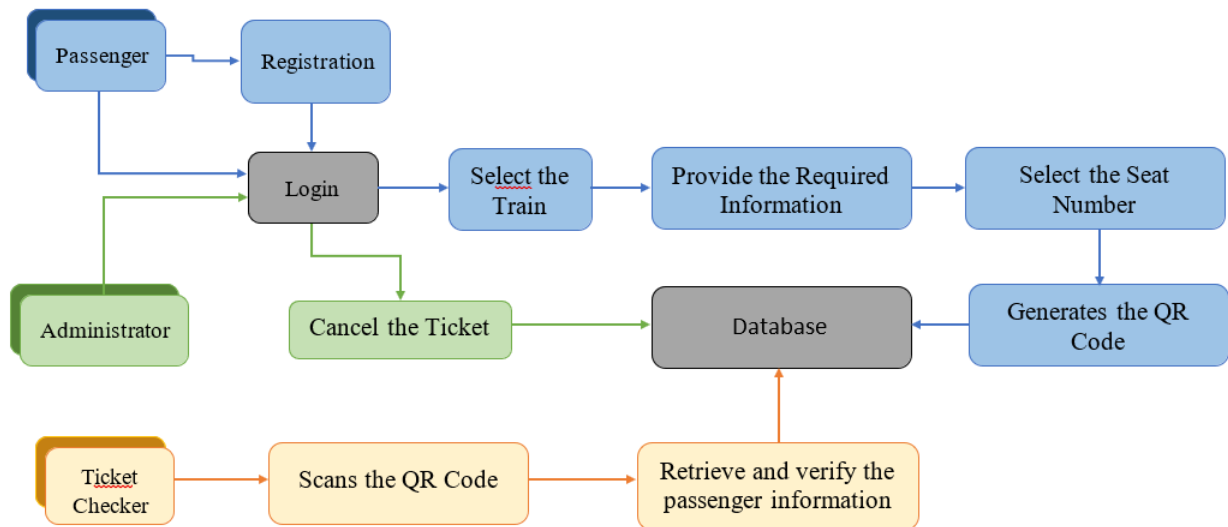 Passenger
Registration
Login
Select the
Train
Provide the Required
Information
Select the Seat
Number
Administrator
Cancel the Ticket
Database
Generates the QR
Code
Ticket
Checker
Scans the QR Code
Retrieve and verify the
passenger information